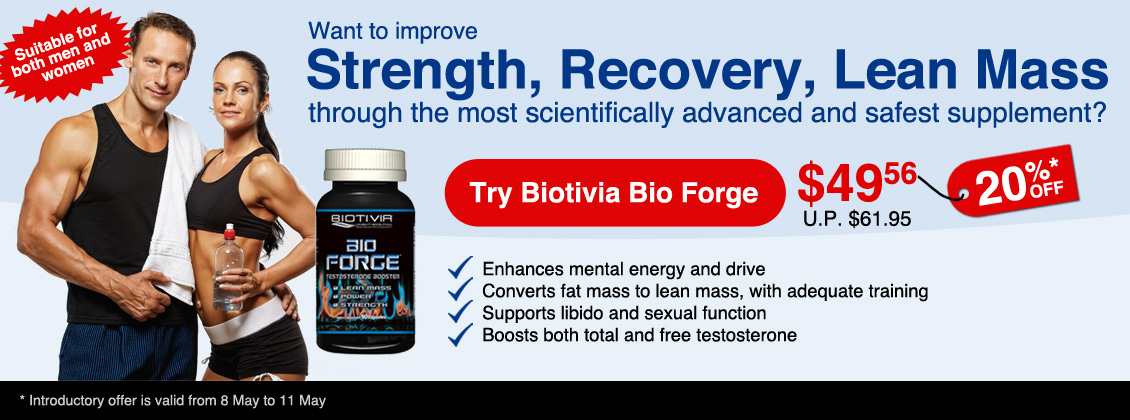 Suitable for
both men and
women
Want to improve
Strength, Recovery, Lean Mass
through the most scientifically advanced and safest supplement?
Try Biotivia Bio Forge
$49⁵⁶
U.P. $61.95
20%*
OFF
BIOTIVIA
BIO
FORGE
TESTOSTERONE BOOSTER
LEAN MASS
POWER
STRENGTH
Enhances mental energy and drive
Converts fat mass to lean mass, with adequate training
Supports libido and sexual function
Boosts both total and free testosterone
* Introductory offer is valid from 8 May to 11 May